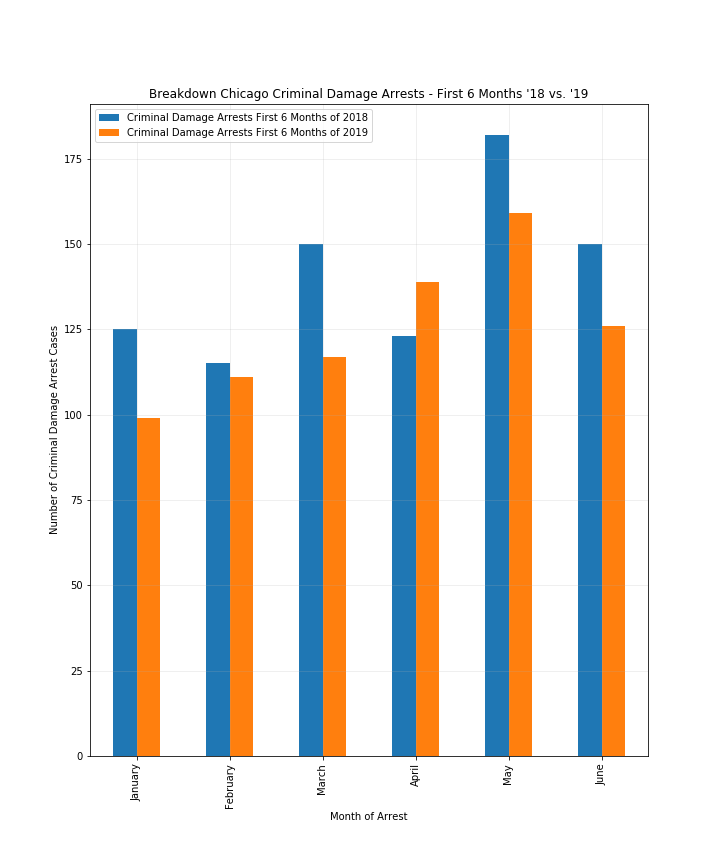 Breakdown Chicago Criminal Damage Arrests - First 6 Months '18 vs. '19
Criminal Damage Arrests First 6 Months of 2018
Criminal Damage Arrests First 6 Months of 2019
175
150
125
100
75
50
25
0
Number of Criminal Damage Arrest Cases
January
February
March
April
May
June
Month of Arrest